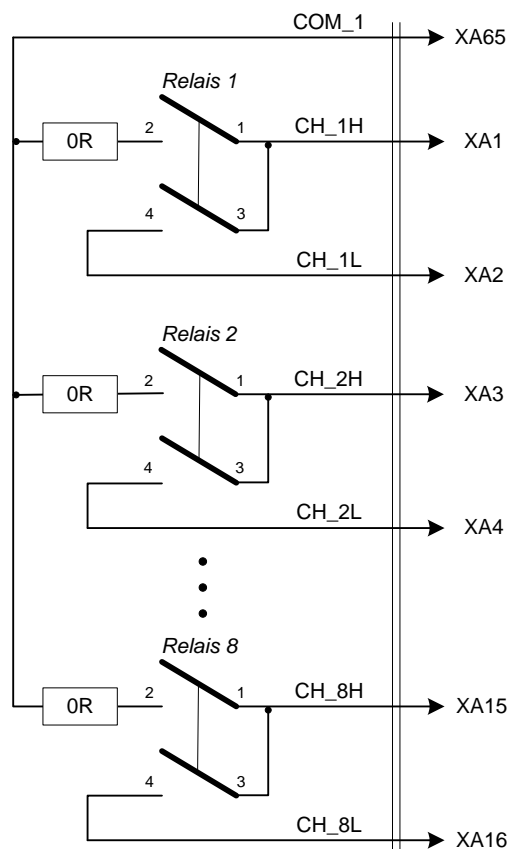 COM_1
XA65
Relais 1
0R
2
1
CH_1H
XA1
4
3
CH_1L
XA2
Relais 2
0R
2
1
CH_2H
XA3
4
3
CH_2L
XA4
Relais 8
0R
2
1
CH_8H
XA15
4
3
CH_8L
XA16